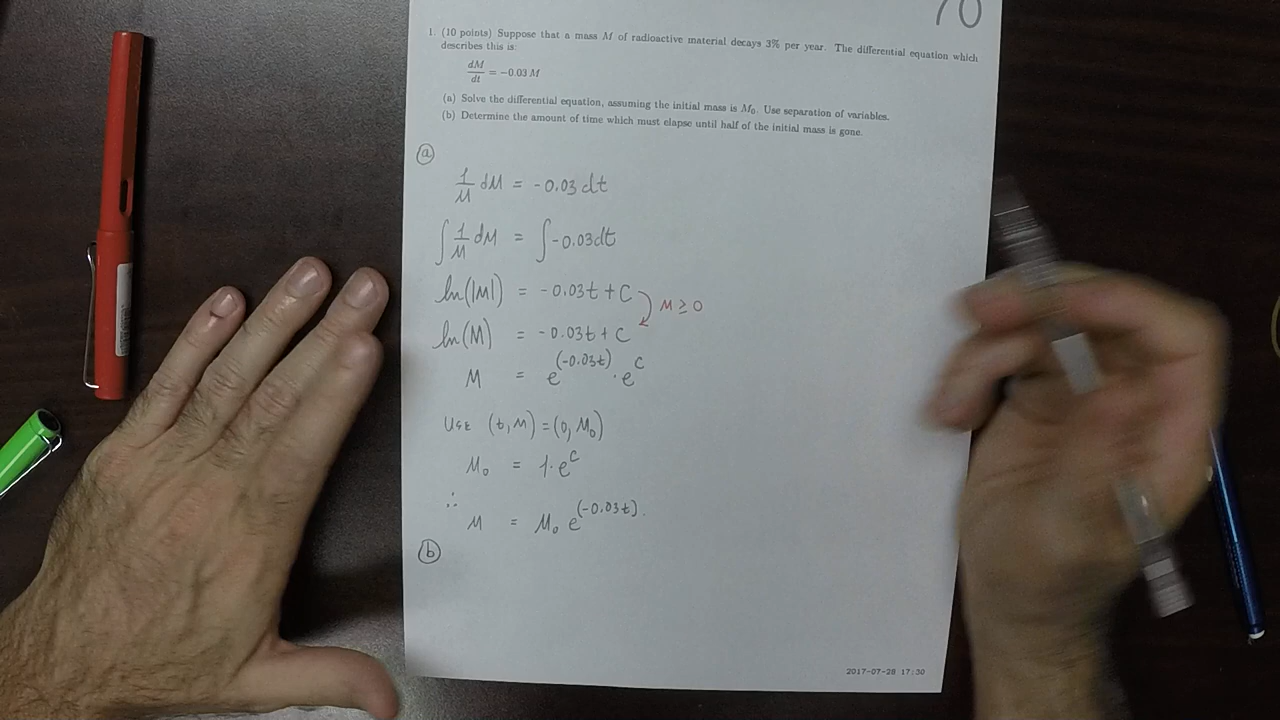 70
1. (10 points) Suppose that a mass M of radioactive material decays 3% per year. The differential equation which
describes this is:
dM/dt = -0.03 M
(a) Solve the differential equation, assuming the initial mass is M₀. Use separation of variables.
(b) Determine the amount of time which must elapse until half of the initial mass is gone.
(a)
1/M dM = -0.03 dt
∫ 1/M dM = ∫ -0.03 dt
ln(|M|) = -0.03t + C
M ≥ 0
ln(M) = -0.03t + C
M = e^(-0.03t) · e^C
Use (t, M) = (0, M₀)
M₀ = 1 · e^C
∴
M = M₀ e^(-0.03t).
(b)
2017-07-28 17:30